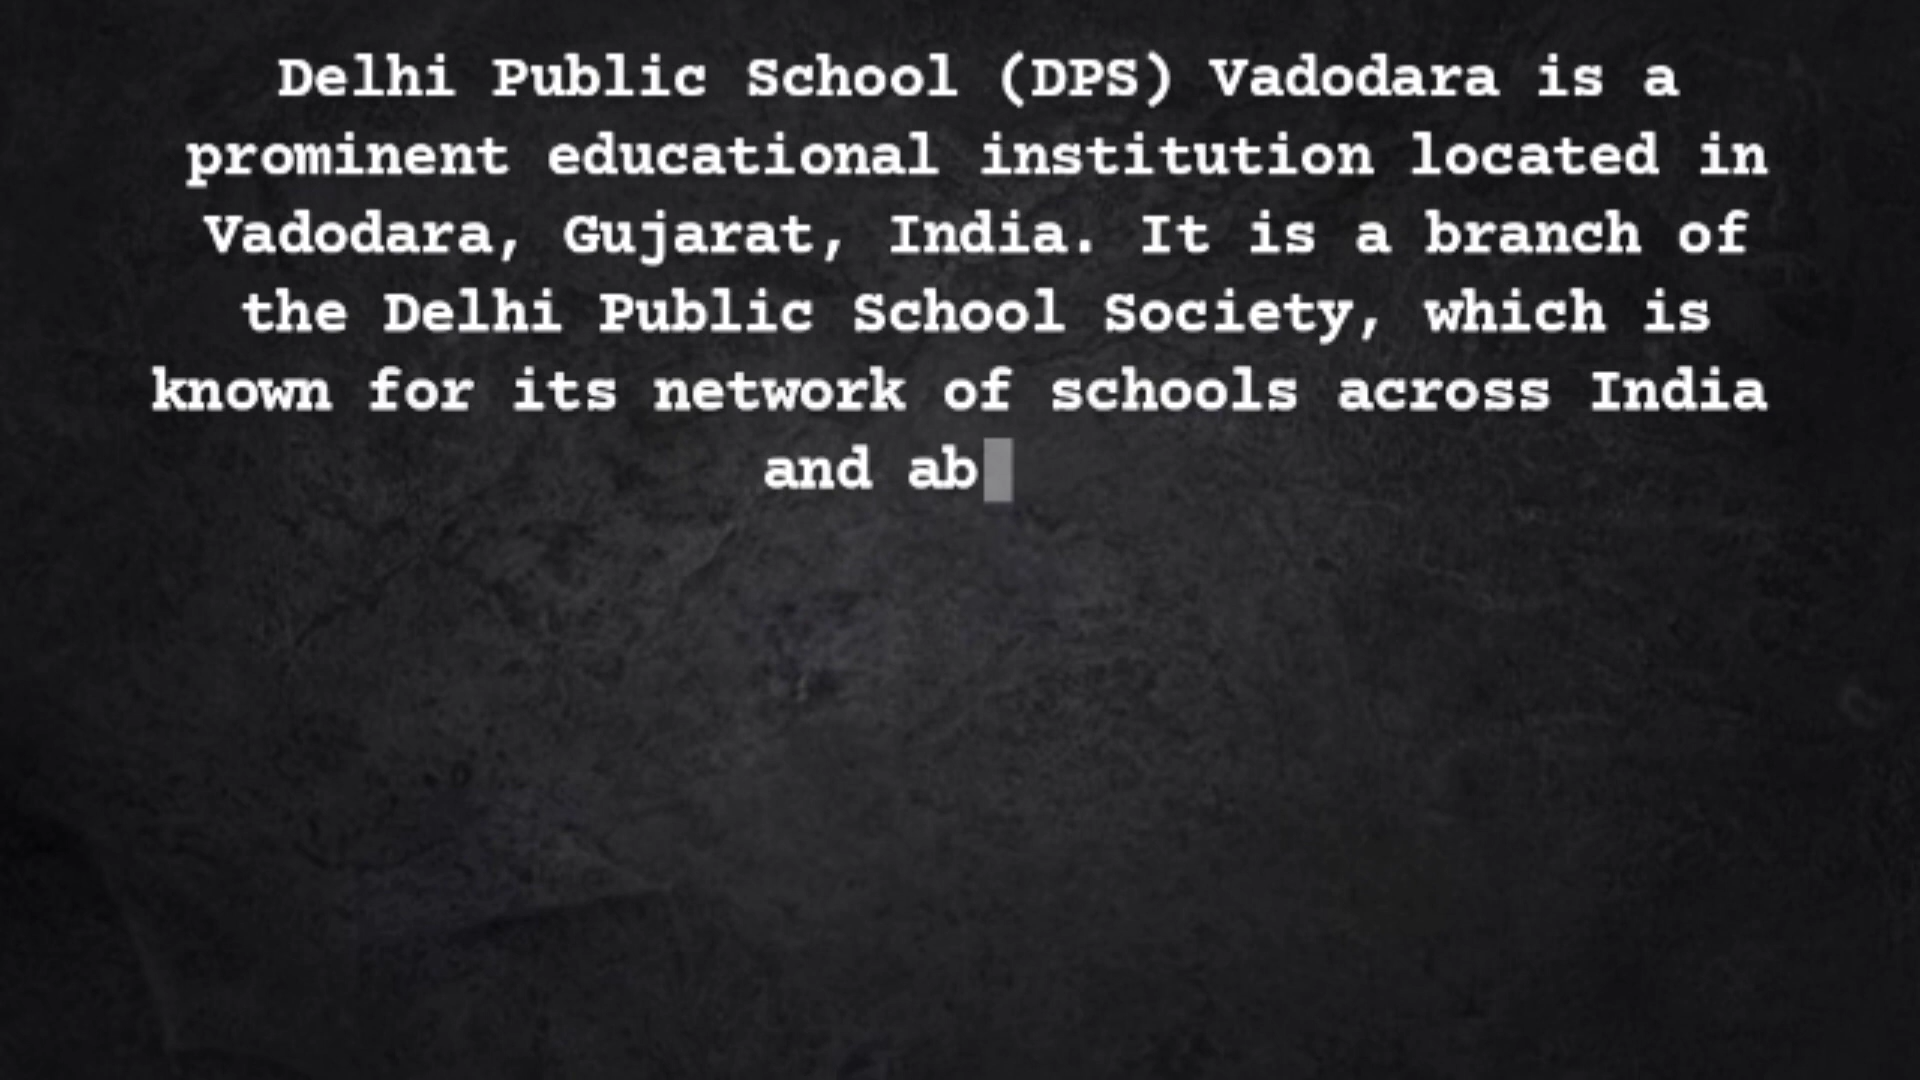 Delhi Public School (DPS) Vadodara is a
prominent educational institution located in
Vadodara, Gujarat, India. It is a branch of
the Delhi Public School Society, which is
known for its network of schools across India
and ab